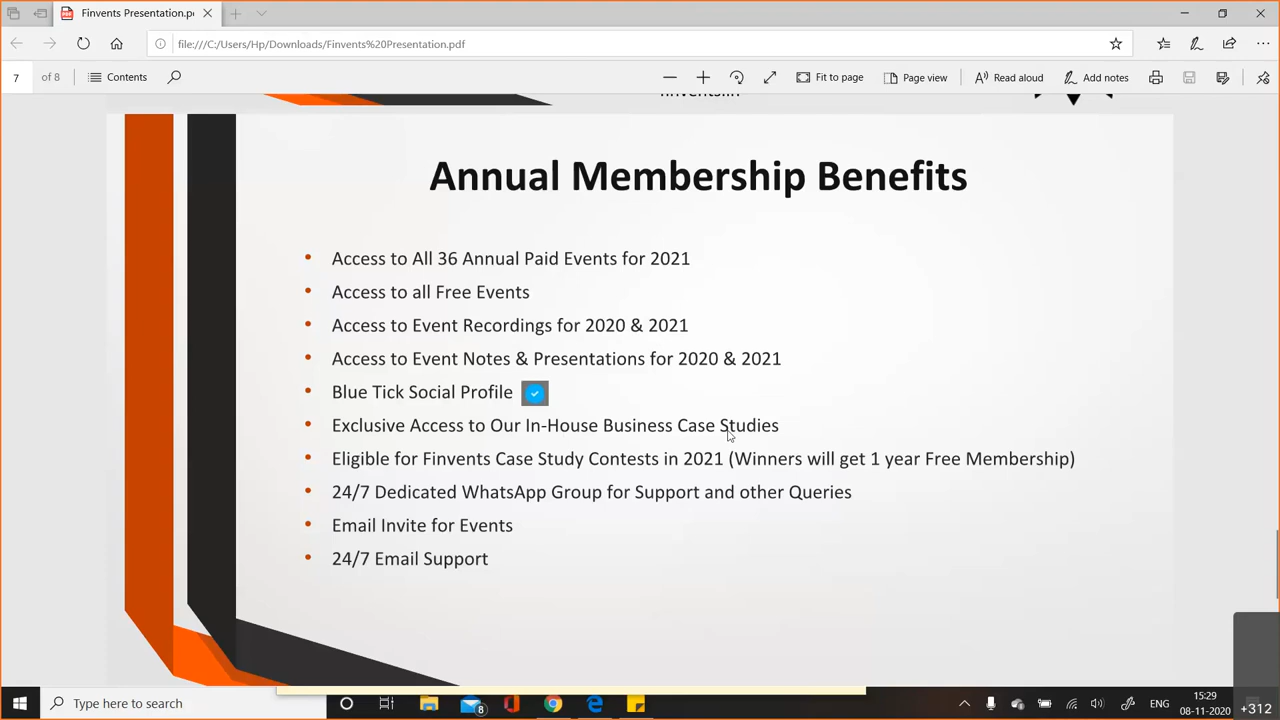 Finvents Presentation.p
file:///C:/Users/Hp/Downloads/Finvents%20Presentation.pdf
7 of 8 Contents Fit to page Page view Read aloud Add notes
Annual Membership Benefits
• Access to All 36 Annual Paid Events for 2021
• Access to all Free Events
• Access to Event Recordings for 2020 & 2021
• Access to Event Notes & Presentations for 2020 & 2021
• Blue Tick Social Profile
• Exclusive Access to Our In-House Business Case Studies
• Eligible for Finvents Case Study Contests in 2021 (Winners will get 1 year Free Membership)
• 24/7 Dedicated WhatsApp Group for Support and other Queries
• Email Invite for Events
• 24/7 Email Support
Type here to search
8
ENG
15:29
08-11-2020
+312